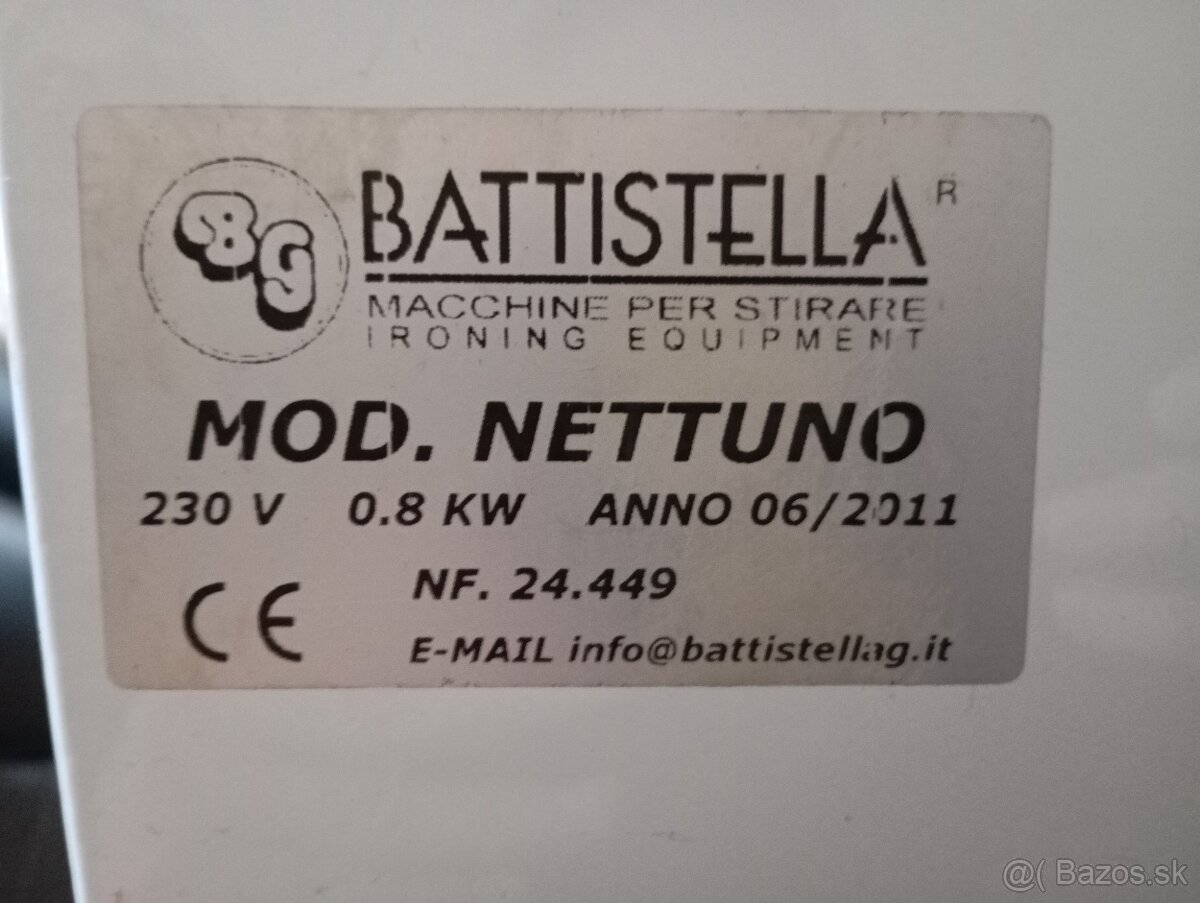 BG BATTISTELLA R
MACCHINE PER STIRARE
IRONING EQUIPMENT
MOD. NETTUNO
230 V 0.8 KW ANNO 06/2011
NF. 24.449
CE
E-MAIL info@battistellag.it
@( Bazos.sk